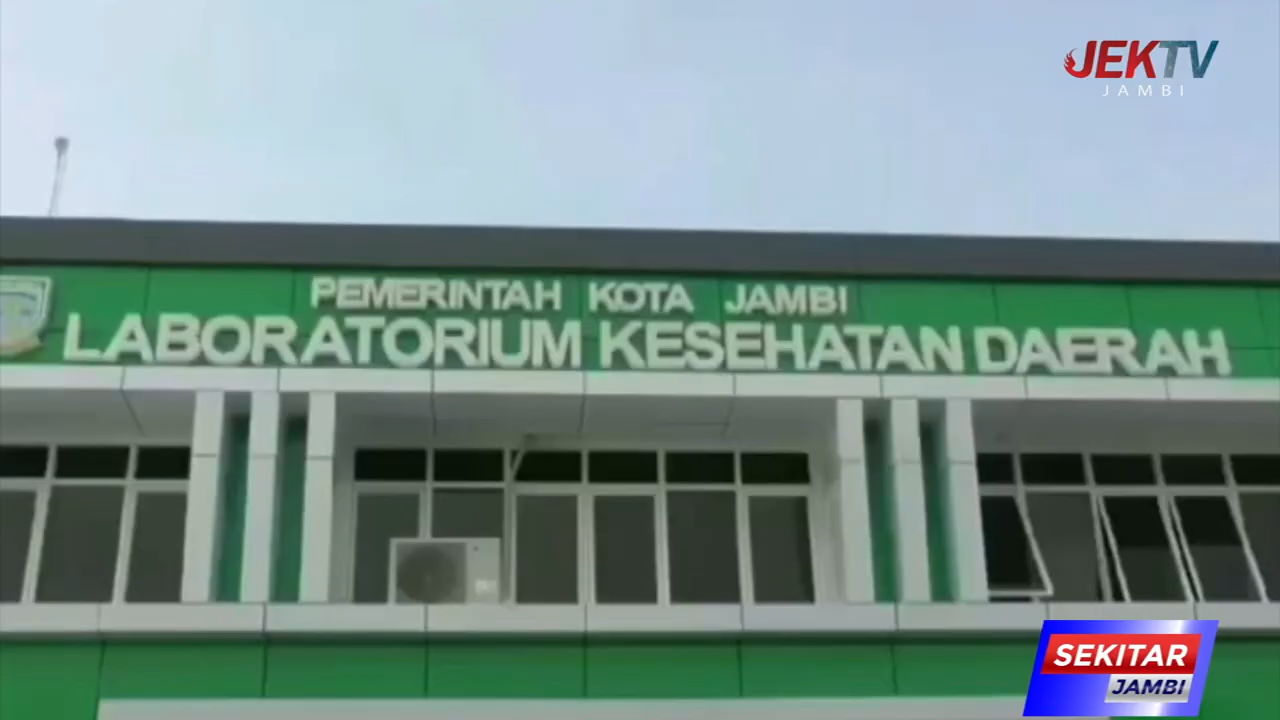 JEKTV
JAMBI
PEMERINTAH KOTA JAMBI
LABORATORIUM KESEHATAN DAERAH
SEKITAR
JAMBI